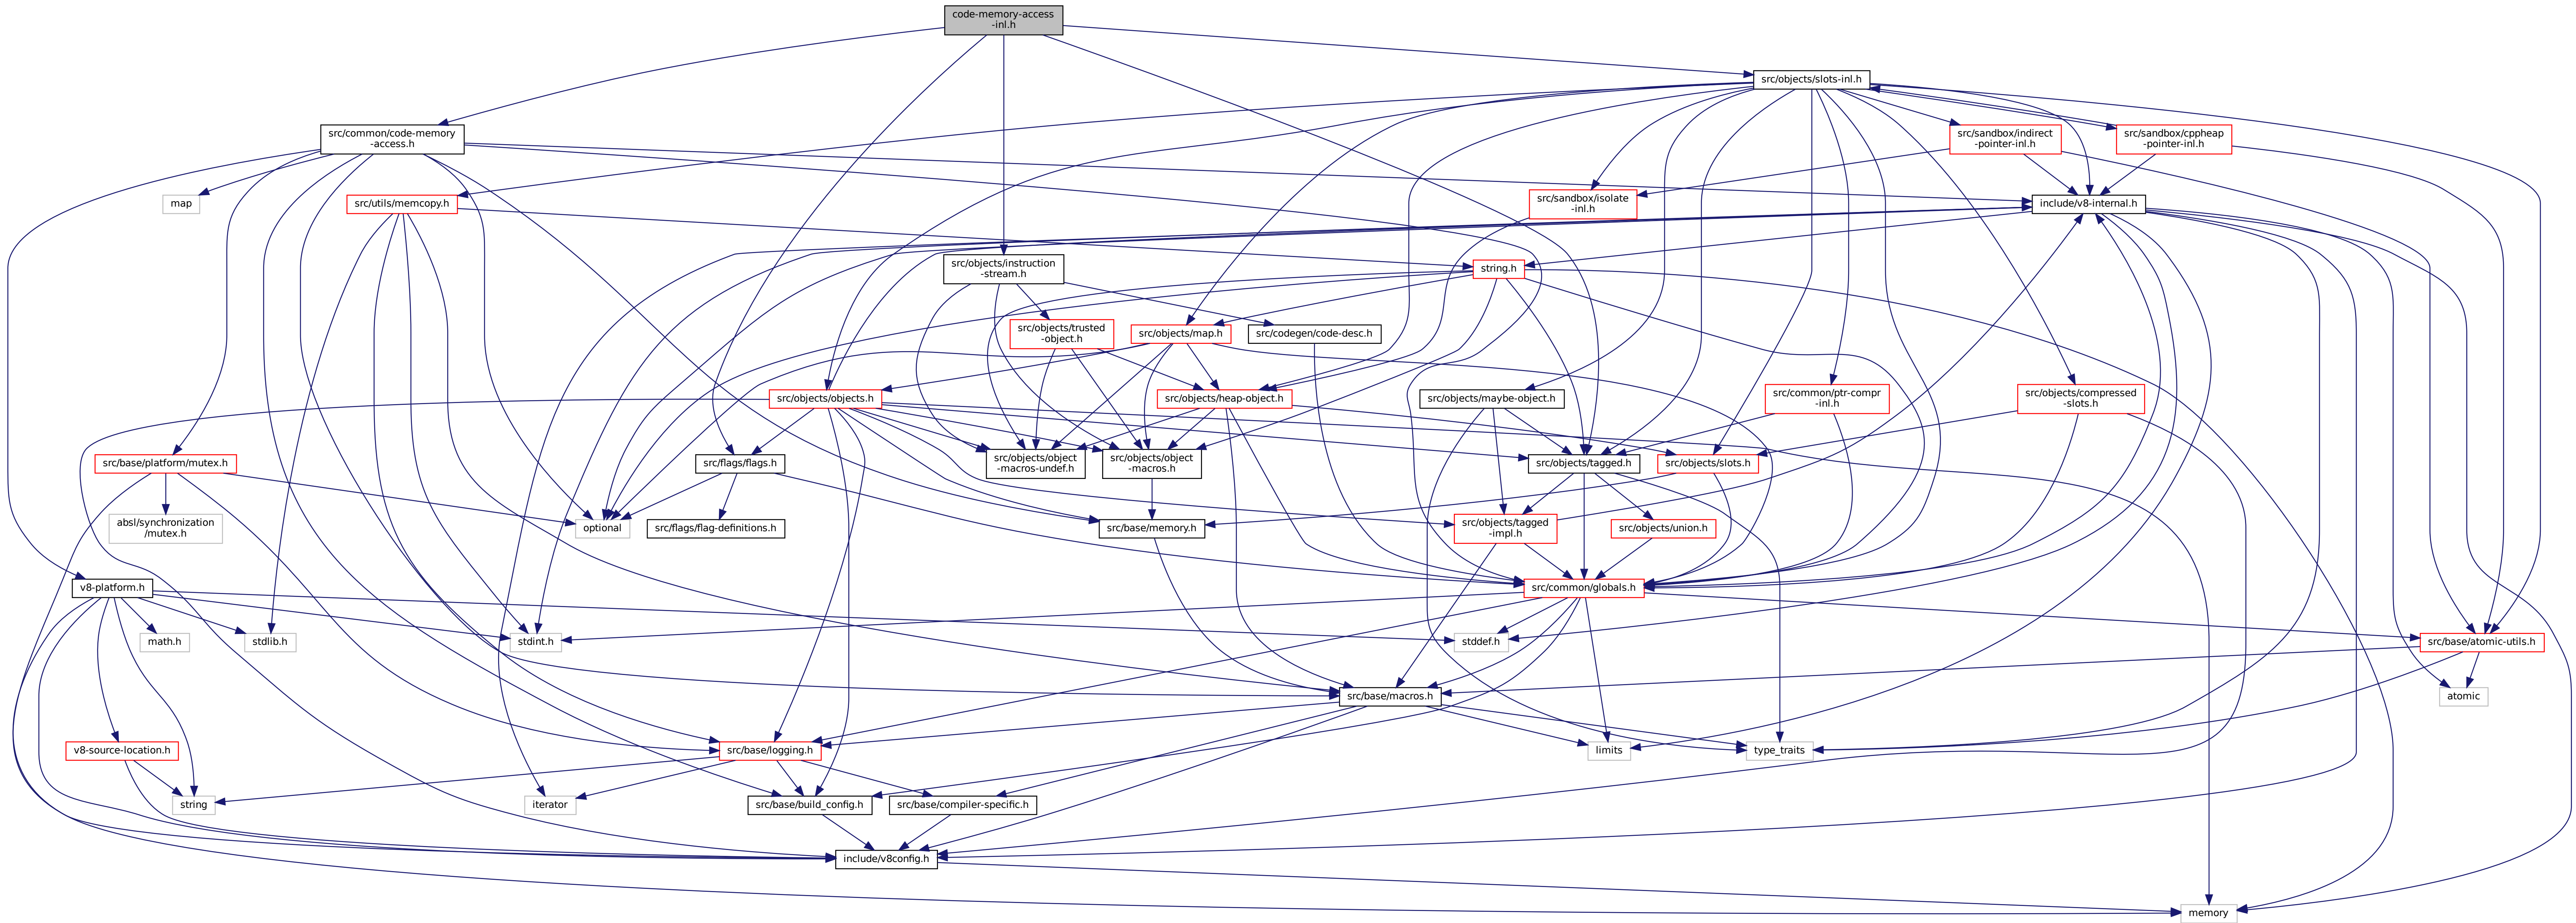 code-memory-access
-inl.h
src/objects/slots-inl.h
src/common/code-memory
-access.h
src/sandbox/indirect
-pointer-inl.h
src/sandbox/cppheap
-pointer-inl.h
map
src/utils/memcopy.h
src/sandbox/isolate
-inl.h
include/v8-internal.h
src/objects/instruction
-stream.h
string.h
src/objects/trusted
-object.h
src/objects/map.h
src/codegen/code-desc.h
src/objects/objects.h
src/objects/heap-object.h
src/objects/maybe-object.h
src/common/ptr-compr
-inl.h
src/objects/compressed
-slots.h
src/base/platform/mutex.h
src/flags/flags.h
src/objects/object
-macros-undef.h
src/objects/object
-macros.h
src/objects/tagged.h
src/objects/slots.h
absl/synchronization
/mutex.h
optional
src/flags/flag-definitions.h
src/base/memory.h
src/objects/tagged
-impl.h
src/objects/union.h
v8-platform.h
src/common/globals.h
math.h
stdlib.h
stdint.h
stddef.h
src/base/atomic-utils.h
src/base/macros.h
atomic
v8-source-location.h
src/base/logging.h
limits
type_traits
string
iterator
src/base/build_config.h
src/base/compiler-specific.h
include/v8config.h
memory